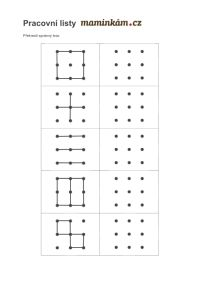 Pracovní listy maminkám.cz
Překresli správný tvar.